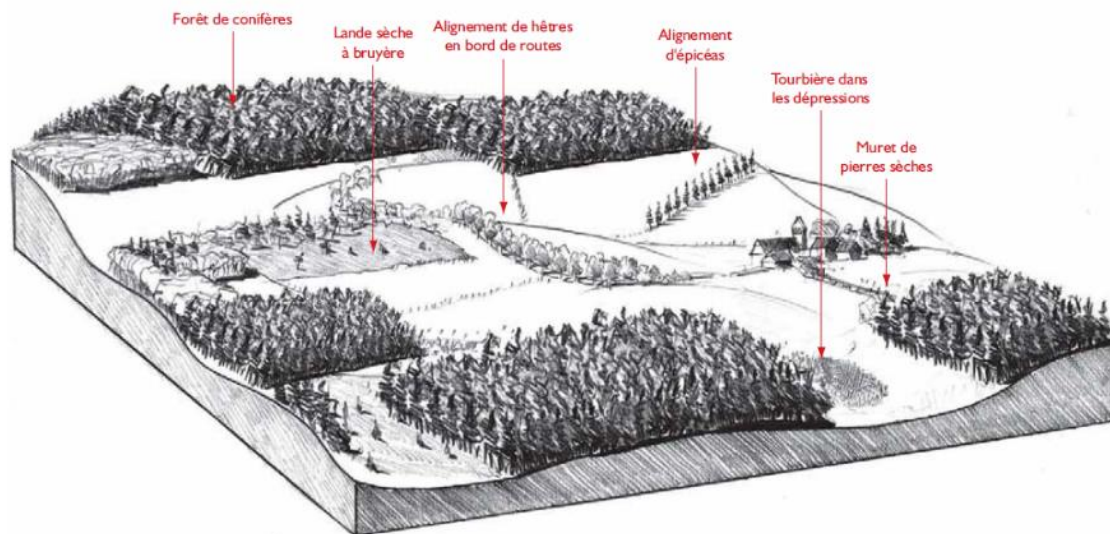 Forêt de conifères
Lande sèche
à bruyère
Alignement de hêtres
en bord de routes
Alignement
d'épicéas
Tourbière dans
les dépressions
Muret de
pierres sèches